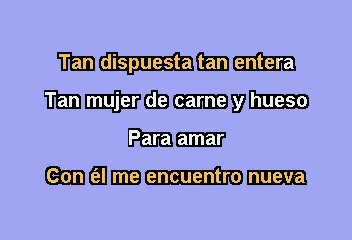 Tan dispuesta tan entera
Tan mujer de carne y hueso
Para amar
Con él me encuentro nueva